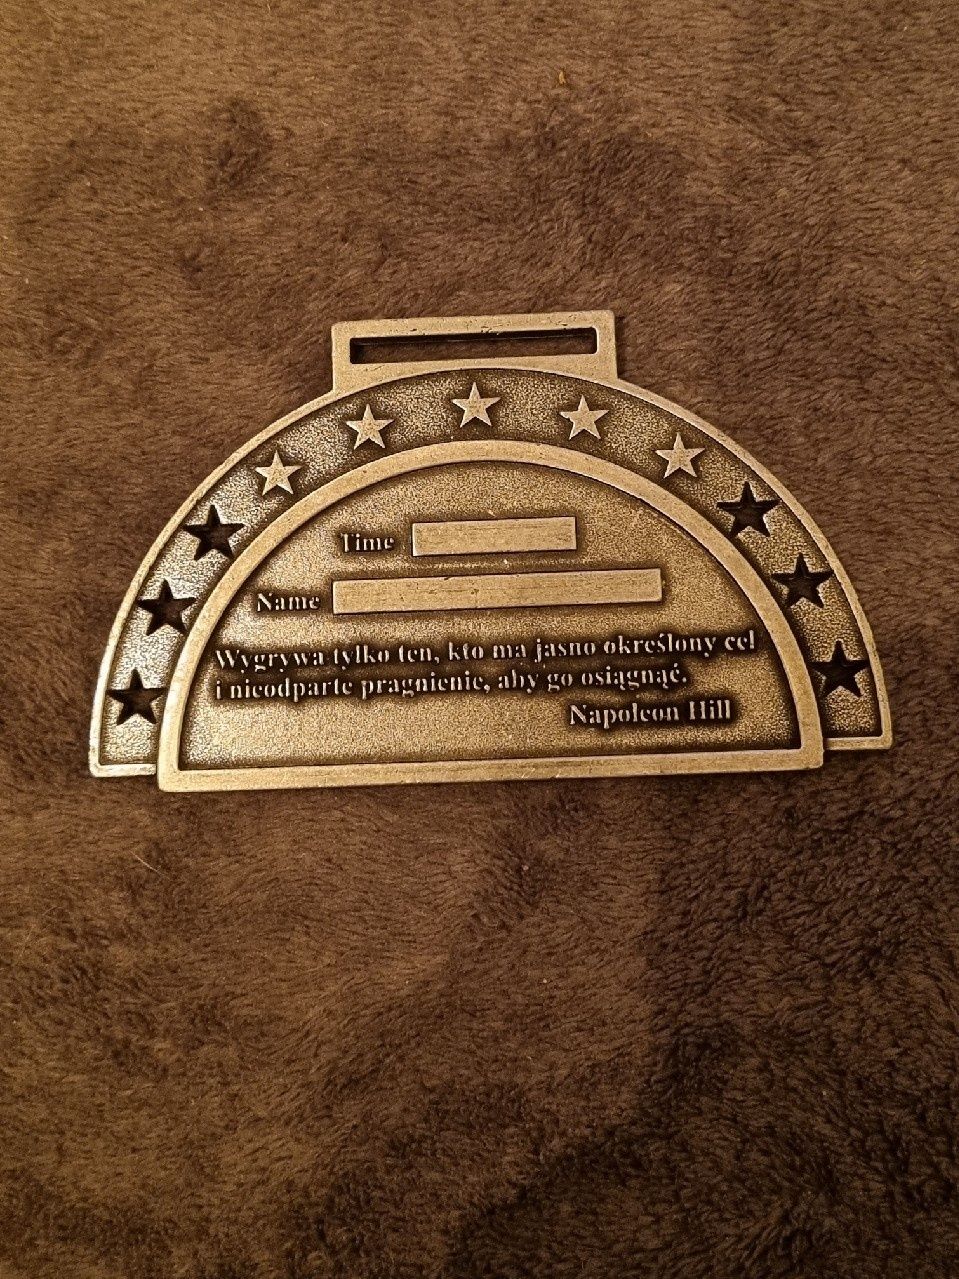 Time
Name
Wygrywa tylko ten, kto ma jasno określony cel
i nieodparte pragnienie, aby go osiągnąć.
Napoleon Hill